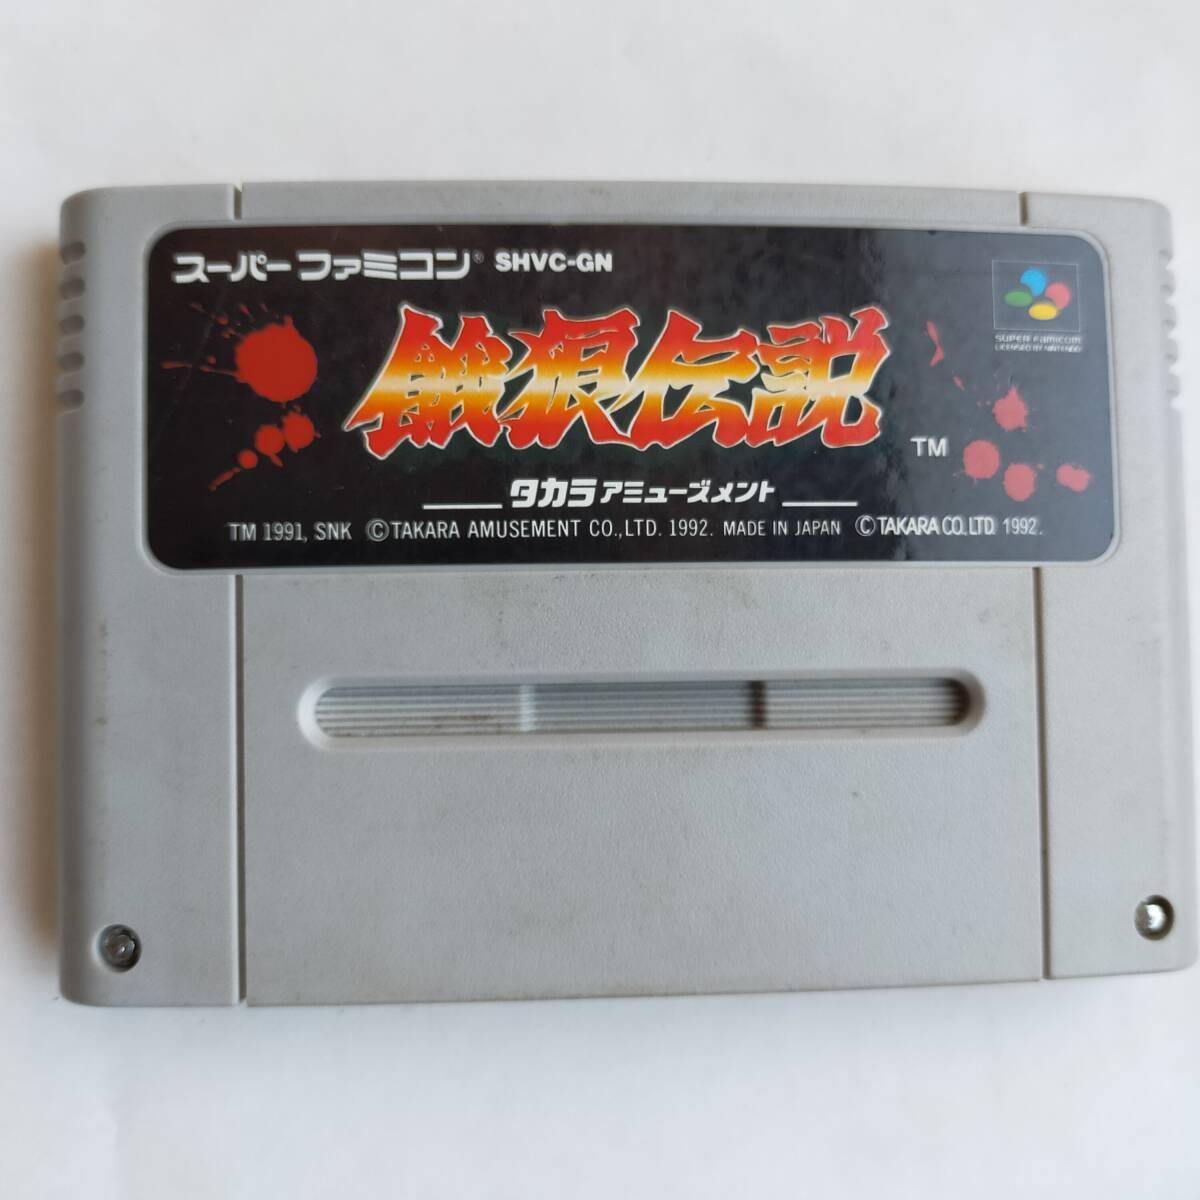 スーパーファミコン® SHVC-GN
SUPER FAMICOM
LICENSED BY NINTENDO
餓狼伝説 TM
タカラアミューズメント
TM 1991, SNK ©TAKARA AMUSEMENT CO.,LTD. 1992. MADE IN JAPAN ©TAKARA CO.,LTD. 1992.